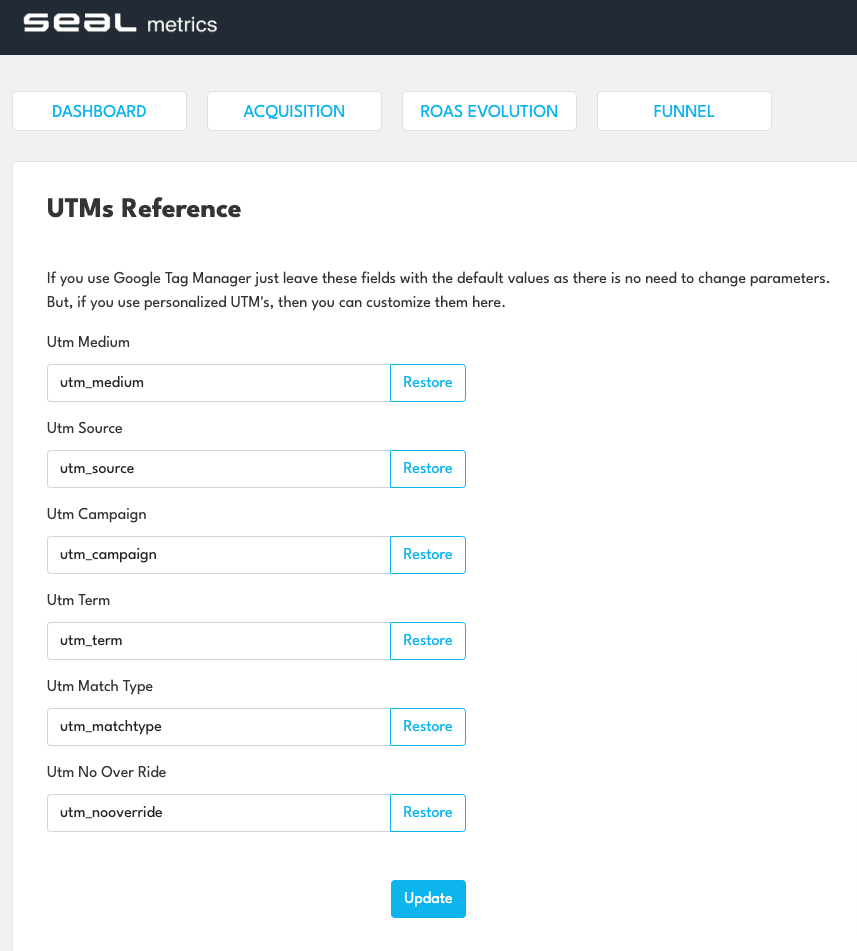 seal metrics
DASHBOARD
ACQUISITION
ROAS EVOLUTION
FUNNEL
UTMs Reference
If you use Google Tag Manager just leave these fields with the default values as there is no need to change parameters.
But, if you use personalized UTM's, then you can customize them here.
Utm Medium
utm_medium Restore
Utm Source
utm_source Restore
Utm Campaign
utm_campaign Restore
Utm Term
utm_term Restore
Utm Match Type
utm_matchtype Restore
Utm No Over Ride
utm_nooverride Restore
Update